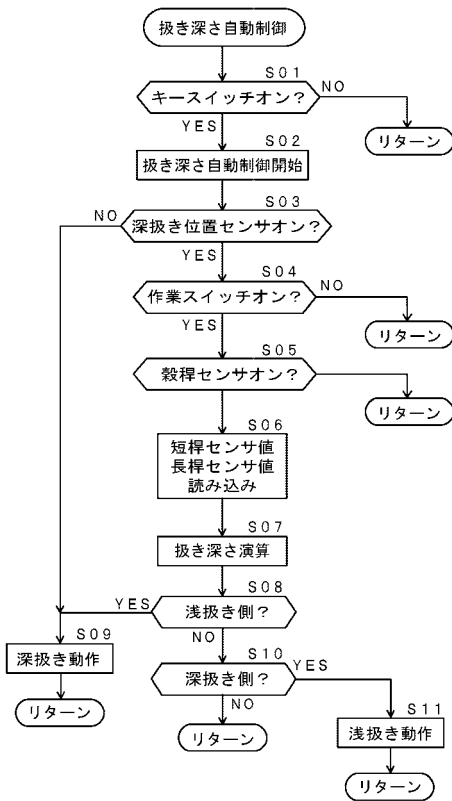 扱き深さ自動制御
S01
キースイッチオン?
NO
YES
リターン
S02
扱き深さ自動制御開始
S03
NO
深扱き位置センサオン?
YES
S04
作業スイッチオン?
NO
YES
リターン
S05
穀稈センサオン?
リターン
S06
短稈センサ値
長稈センサ値
読み込み
S07
扱き深さ演算
S08
YES
浅扱き側?
NO
S09
深扱き動作
リターン
S10
深扱き側?
YES
NO
リターン
S11
浅扱き動作
リターン